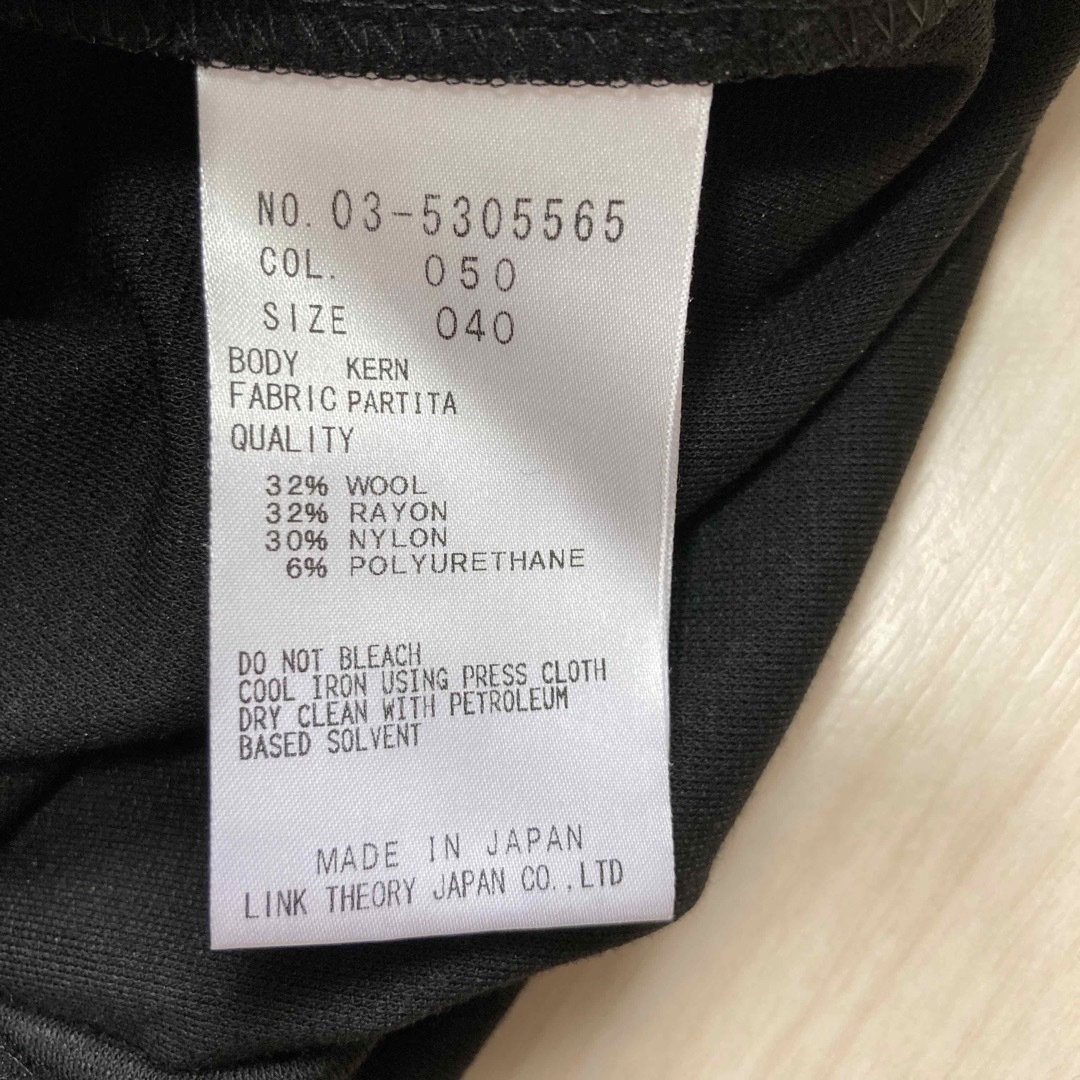 NO. 03-5305565
COL. 050
SIZE 040
BODY KERN
FABRIC PARTITA
QUALITY
32% WOOL
32% RAYON
30% NYLON
6% POLYURETHANE
DO NOT BLEACH
COOL IRON USING PRESS CLOTH
DRY CLEAN WITH PETROLEUM
BASED SOLVENT
MADE IN JAPAN
LINK THEORY JAPAN CO.,LTD